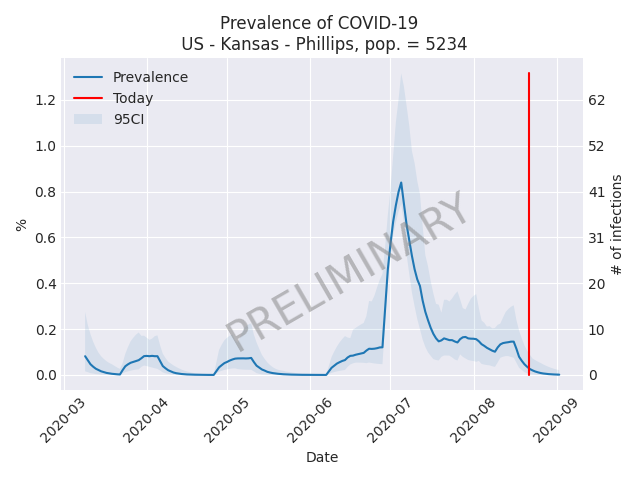 Prevalence of COVID-19
US - Kansas - Phillips, pop. = 5234
Prevalence
Today
95CI
1.2
1.0
0.8
0.6
0.4
0.2
0.0
%
62
52
41
31
20
10
0
# of infections
PRELIMINARY
2020-03
2020-04
2020-05
2020-06
2020-07
2020-08
2020-09
Date